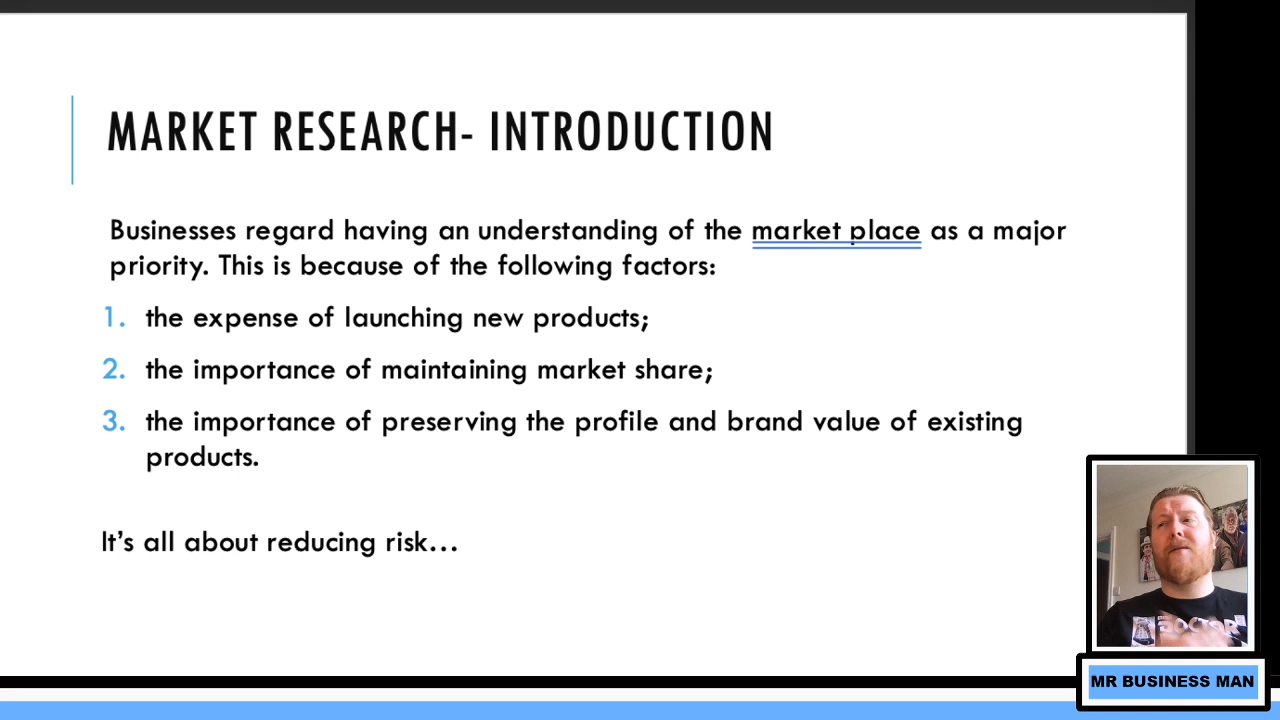 MARKET RESEARCH- INTRODUCTION
Businesses regard having an understanding of the market place as a major
priority. This is because of the following factors:
1. the expense of launching new products;
2. the importance of maintaining market share;
3. the importance of preserving the profile and brand value of existing
products.
It's all about reducing risk...
DOCTOR
MR BUSINESS MAN